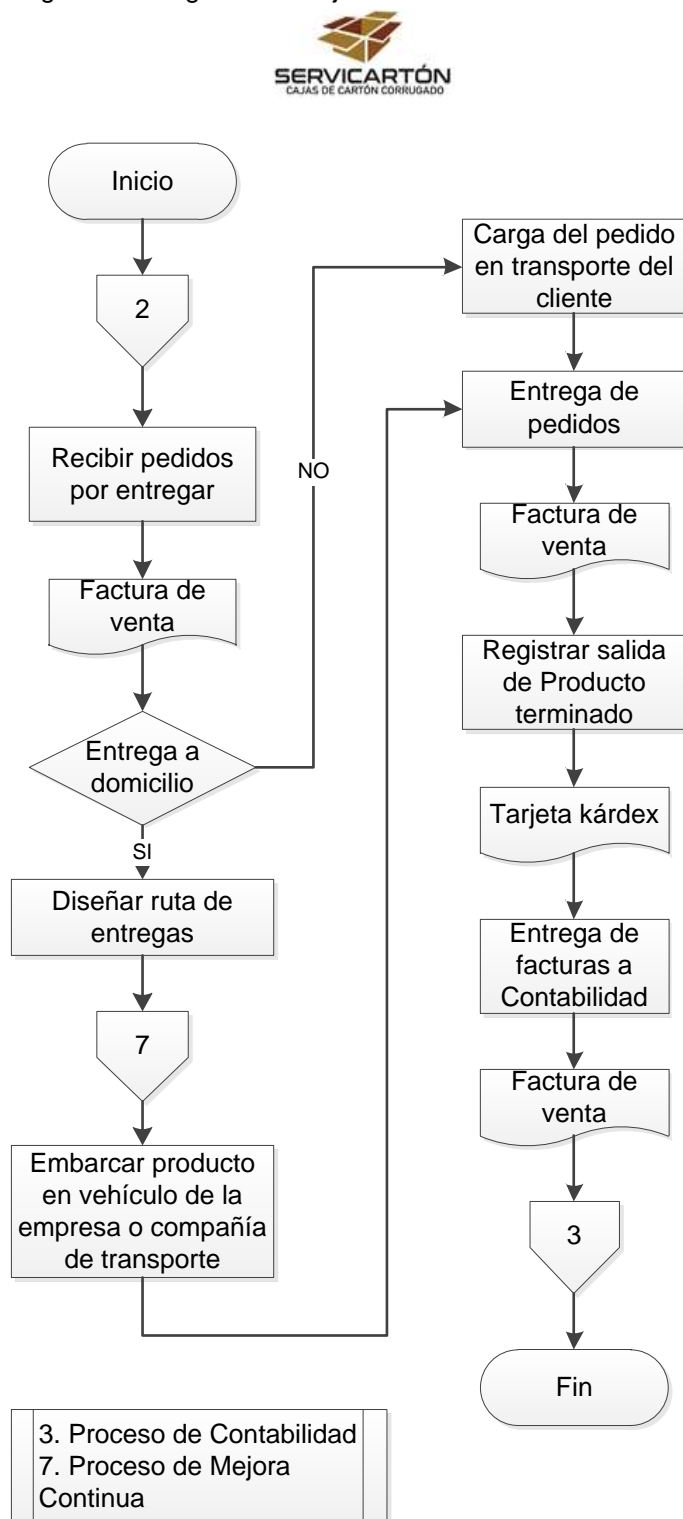 SERVICARTÓN
CAJAS DE CARTÓN CORRUGADO
Inicio
2
Recibir pedidos
por entregar
Factura de
venta
Entrega a
domicilio
NO
SI
Diseñar ruta de
entregas
7
Embarcar producto
en vehículo de la
empresa o compañía
de transporte
Carga del pedido
en transporte del
cliente
Entrega de
pedidos
Factura de
venta
Registrar salida
de Producto
terminado
Tarjeta kárdex
Entrega de
facturas a
Contabilidad
Factura de
venta
3
Fin
3. Proceso de Contabilidad
7. Proceso de Mejora
Continua